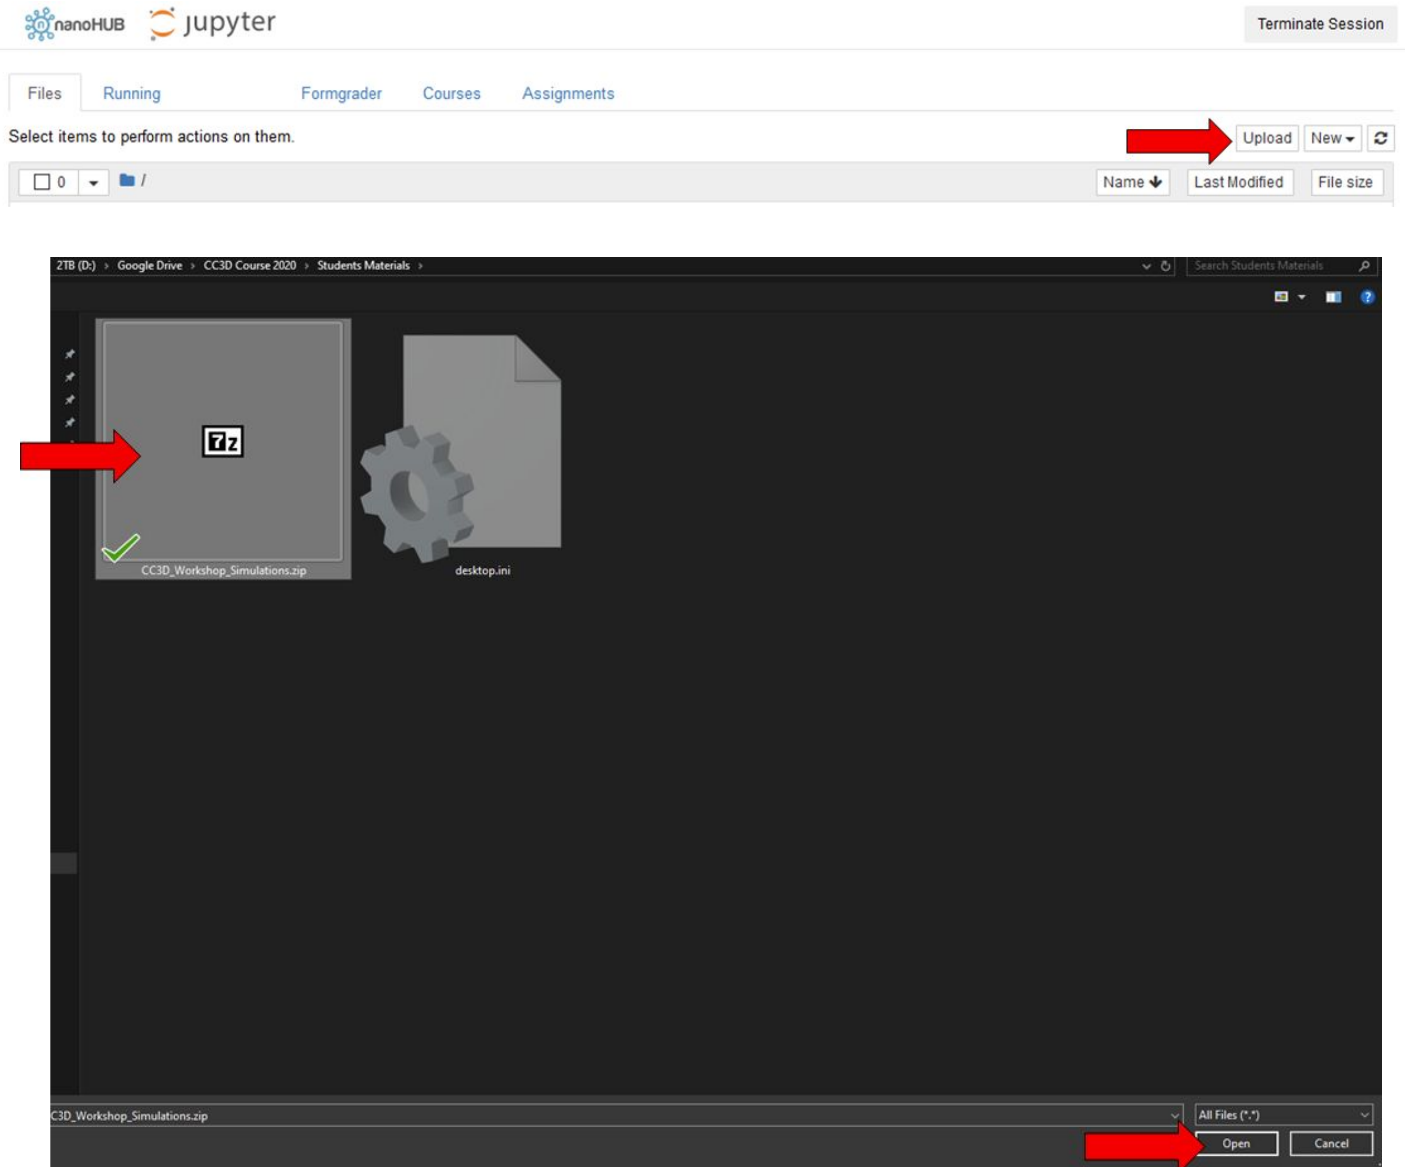 nanoHUB jupyter Terminate Session
Files Running Formgrader Courses Assignments
Select items to perform actions on them. Upload New
0 / Name Last Modified File size
2TB (D:) › Google Drive › CC3D Course 2020 › Students Materials › Search Students Materials
7z
CC3D_Workshop_Simulations.zip desktop.ini
C3D_Workshop_Simulations.zip All Files (*.*)
Open Cancel